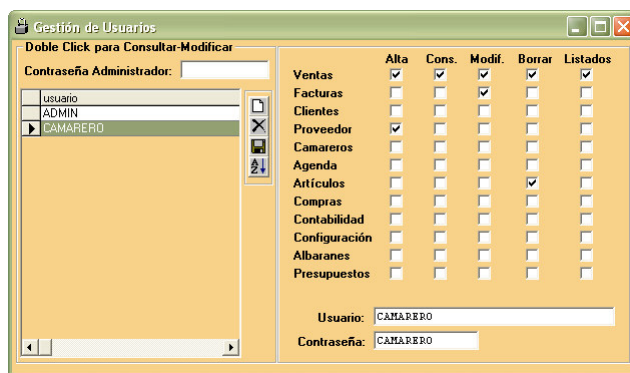 Gestión de Usuarios
Doble Click para Consultar-Modificar
Contraseña Administrador:
usuario
ADMIN
CAMARERO
Alta Cons. Modif. Borrar Listados
Ventas
Facturas
Clientes
Proveedor
Camareros
Agenda
Artículos
Compras
Contabilidad
Configuración
Albaranes
Presupuestos
Usuario: CAMARERO
Contraseña: CAMARERO